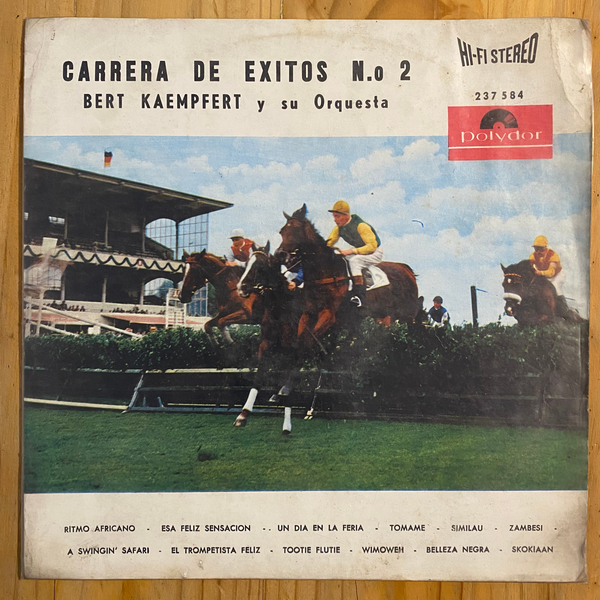 HI-FI STEREO
CARRERA DE EXITOS N.o 2
BERT KAEMPFERT y su Orquesta
237 584
Polydor
RITMO AFRICANO - ESA FELIZ SENSACION - UN DIA EN LA FERIA - TOMAME - SIMILAU - ZAMBESI -
A SWINGIN' SAFARI - EL TROMPETISTA FELIZ - TOOTIE FLUTIE - WIMOWEH - BELLEZA NEGRA - SKOKIAAN